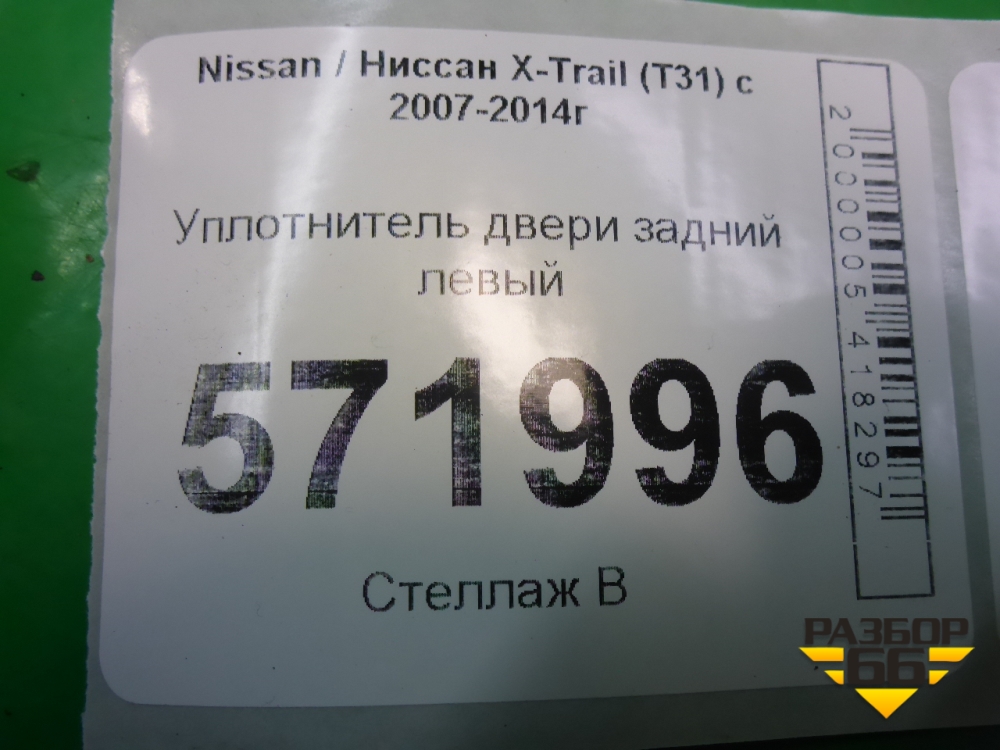 Nissan / Ниссан X-Trail (T31) с
2007-2014г
Уплотнитель двери задний
левый
571996
Стеллаж В
2000005418297
РАЗБОР
66